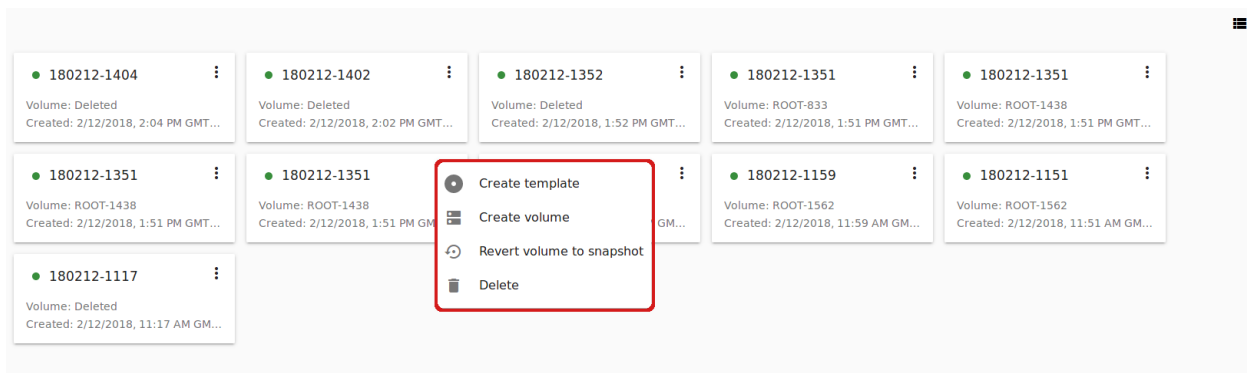 180212-1404
Volume: Deleted
Created: 2/12/2018, 2:04 PM GMT...
180212-1402
Volume: Deleted
Created: 2/12/2018, 2:02 PM GMT...
180212-1352
Volume: Deleted
Created: 2/12/2018, 1:52 PM GMT...
180212-1351
Volume: ROOT-833
Created: 2/12/2018, 1:51 PM GMT...
180212-1351
Volume: ROOT-1438
Created: 2/12/2018, 1:51 PM GMT...
180212-1351
Volume: ROOT-1438
Created: 2/12/2018, 1:51 PM GMT...
180212-1351
Volume: ROOT-1438
Created: 2/12/2018, 1:51 PM GM
Create template
Create volume
Revert volume to snapshot
Delete
GM...
180212-1159
Volume: ROOT-1562
Created: 2/12/2018, 11:59 AM GM...
180212-1151
Volume: ROOT-1562
Created: 2/12/2018, 11:51 AM GM...
180212-1117
Volume: Deleted
Created: 2/12/2018, 11:17 AM GM...